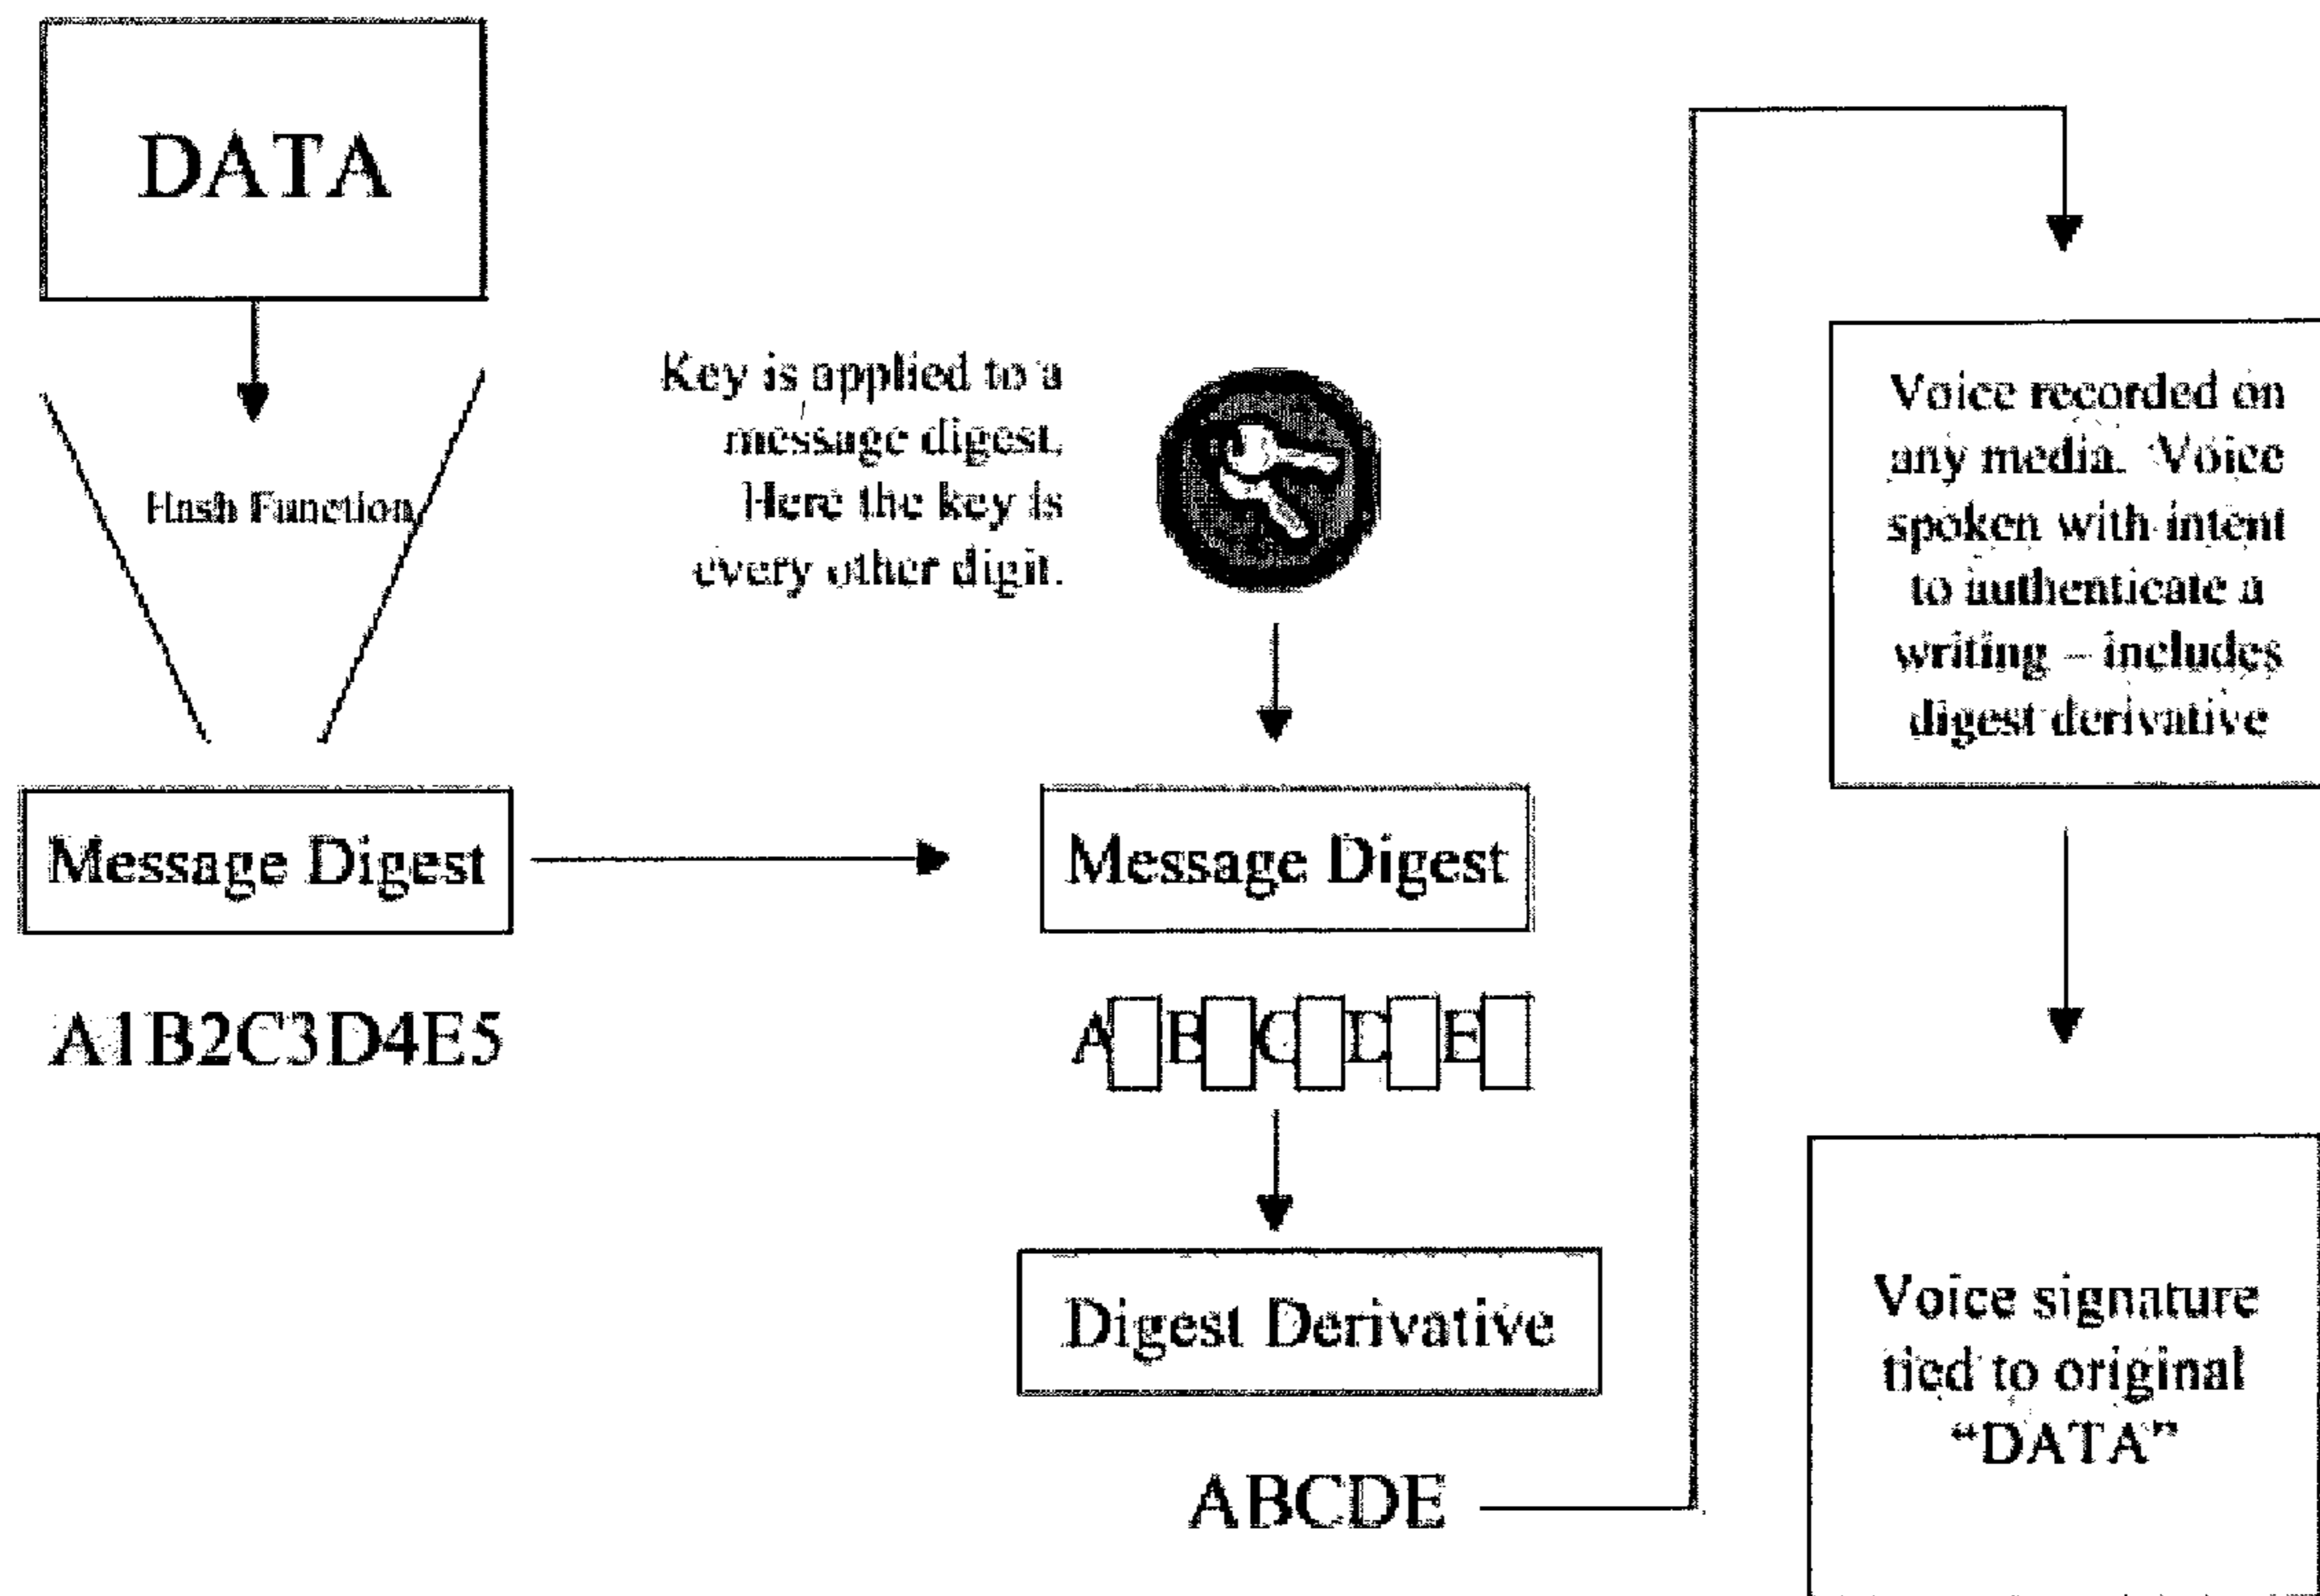 DATA
Hash Function
Message Digest
A1B2C3D4E5
Key is applied to a
message digest.
Here the key is
every other digit.
Message Digest
A B C D E
Digest Derivative
ABCDE
Voice recorded on
any media. Voice
spoken with intent
to authenticate a
writing – includes
digest derivative
Voice signature
tied to original
“DATA”